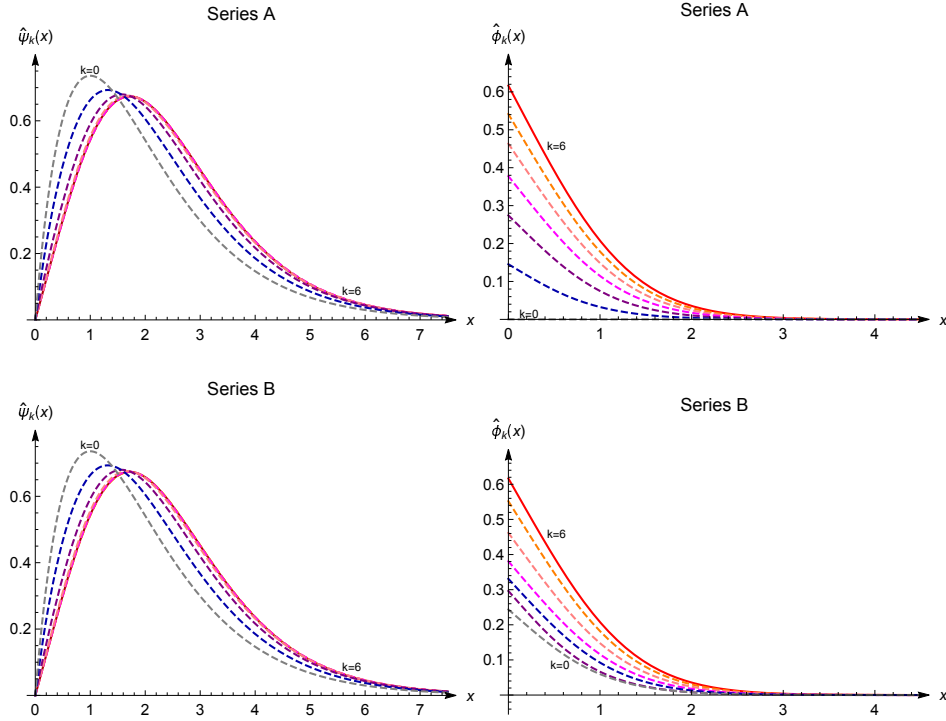 Series A
ψ̂ₖ(x)
k=0
0.6
0.4
0.2
k=6
0 1 2 3 4 5 6 7 x
Series A
ϕ̂ₖ(x)
0.6
0.5
0.4
0.3
0.2
0.1
k=6
k=0
0 1 2 3 4 x
Series B
ψ̂ₖ(x)
k=0
0.6
0.4
0.2
k=6
0 1 2 3 4 5 6 7 x
Series B
ϕ̂ₖ(x)
0.6
0.5
0.4
0.3
0.2
0.1
k=6
k=0
0 1 2 3 4 x